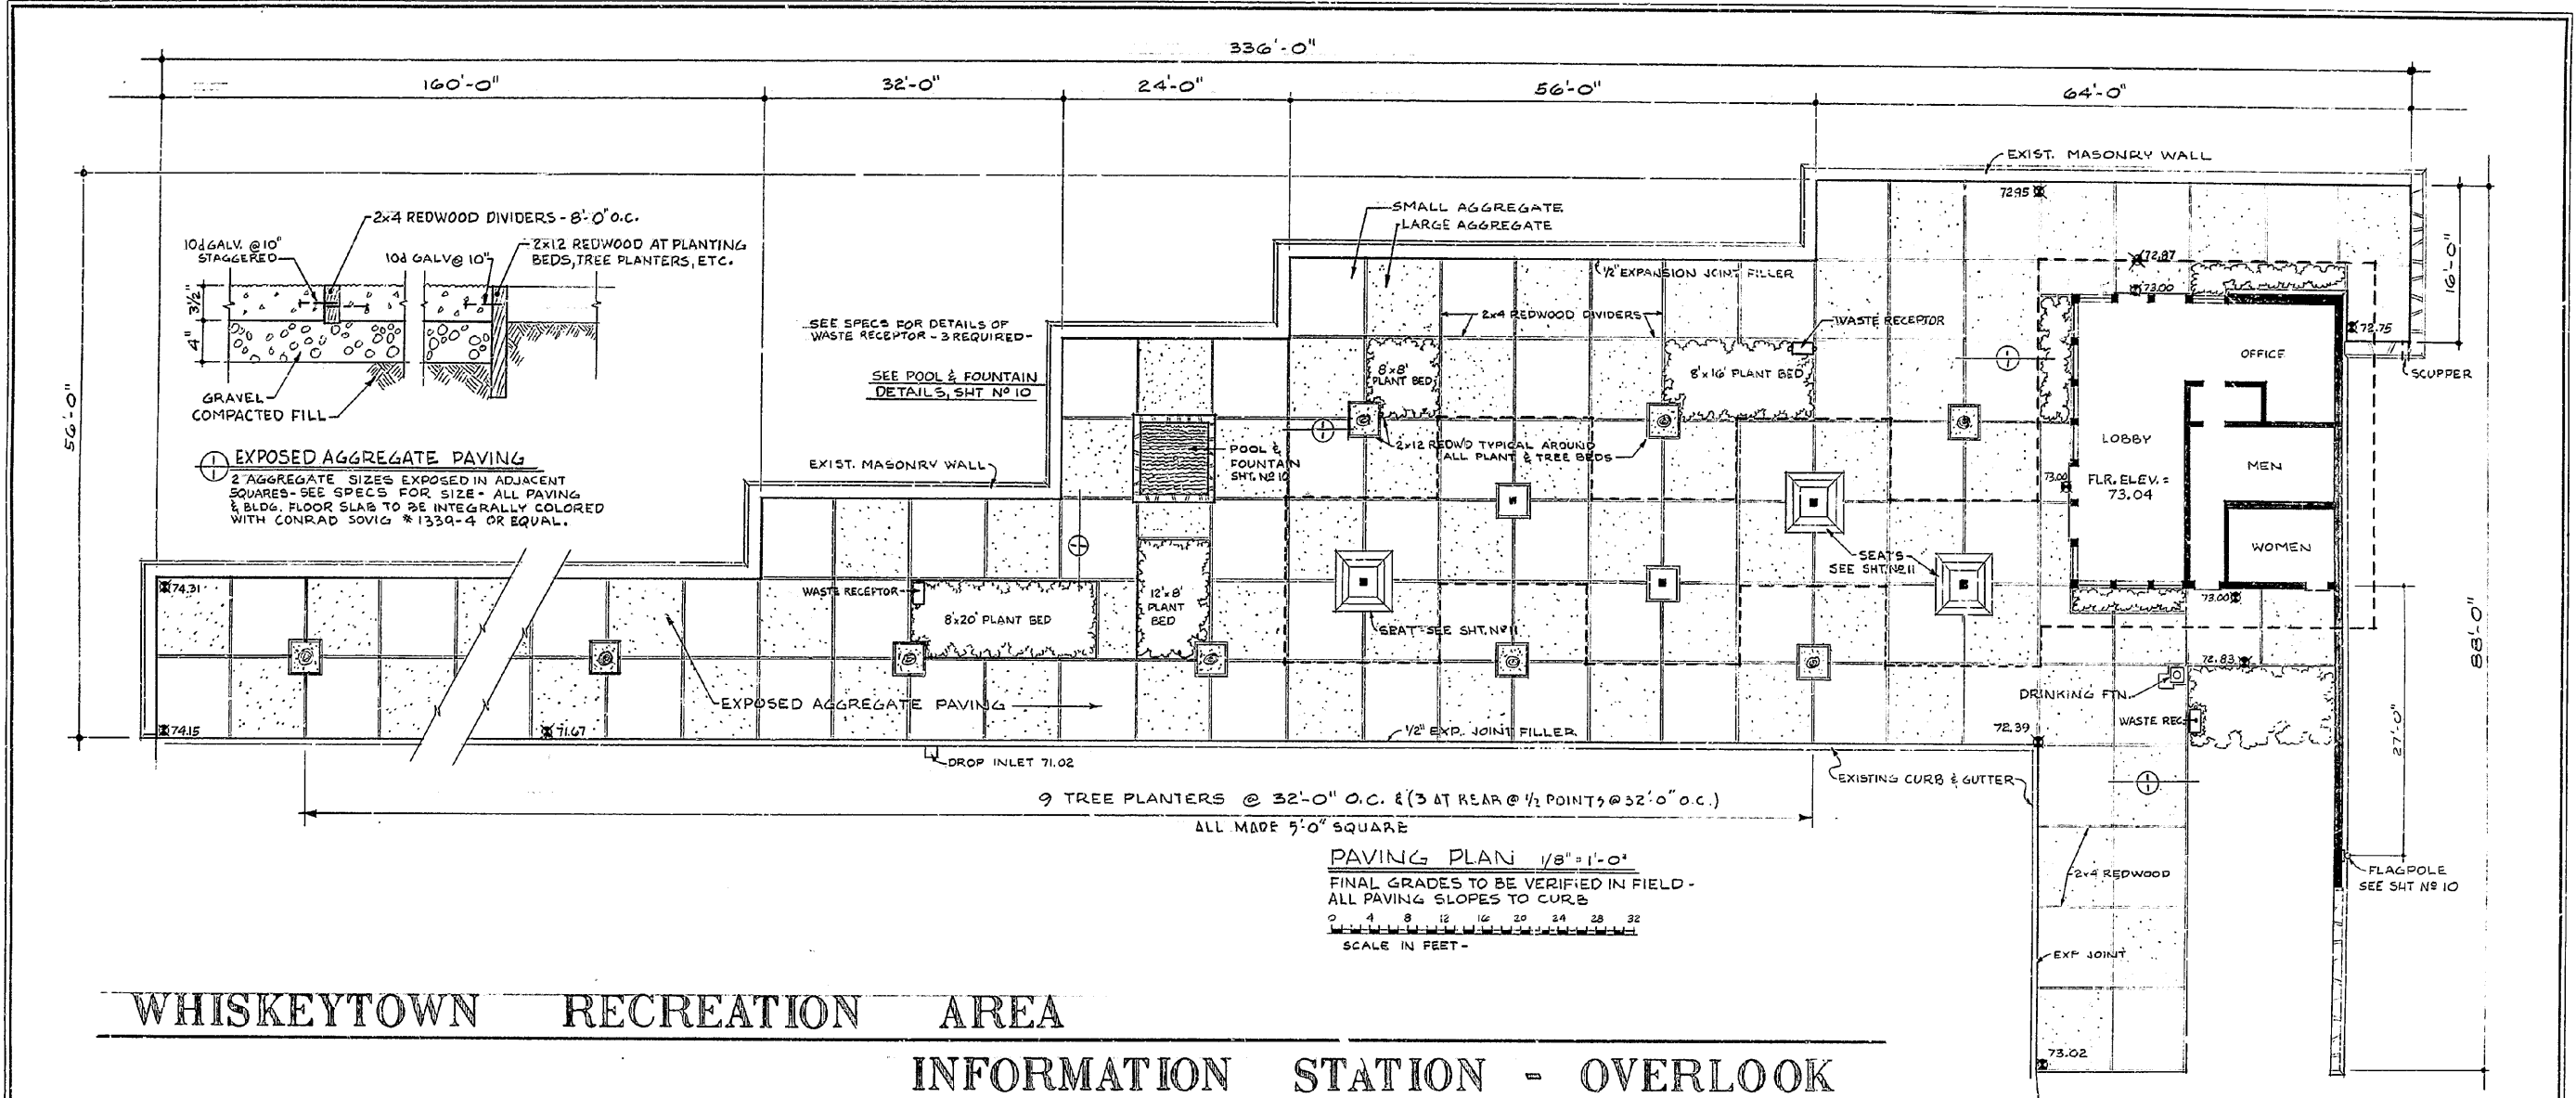 336'-0"
160'-0"
32'-0"
24'-0"
56'-0"
64'-0"
EXIST. MASONRY WALL
72.95
2x4 REDWOOD DIVIDERS - 8'-0" O.C.
10d GALV. @ 10"
STAGGERED
10d GALV @ 10"
2x12 REDWOOD AT PLANTING
BEDS, TREE PLANTERS, ETC.
3½"
4"
GRAVEL
COMPACTED FILL
56'-0"
1
EXPOSED AGGREGATE PAVING
2 AGGREGATE SIZES EXPOSED IN ADJACENT
SQUARES - SEE SPECS FOR SIZE - ALL PAVING
& BLDG. FLOOR SLAB TO BE INTEGRALLY COLORED
WITH CONRAD SOVIG #1339-4 OR EQUAL.
SMALL AGGREGATE
LARGE AGGREGATE
½" EXPANSION JOINT FILLER
SEE SPECS FOR DETAILS OF
WASTE RECEPTOR - 3 REQUIRED -
SEE POOL & FOUNTAIN
DETAILS, SHT Nº 10
2x4 REDWOOD DIVIDERS
WASTE RECEPTOR
8'x8'
PLANT BED
8'x16' PLANT BED
2x12 REDW'D TYPICAL AROUND
ALL PLANT & TREE BEDS
EXIST. MASONRY WALL
POOL &
FOUNTAIN
SHT. Nº 10
72.87
73.00
72.75
16'-0"
SCUPPER
OFFICE
LOBBY
FLR. ELEV. =
73.04
MEN
WOMEN
73.00
73.00
SEATS
SEE SHT. Nº 11
SEAT - SEE SHT. Nº 11
74.31
74.15
71.67
WASTE RECEPTOR
8'x20' PLANT BED
12'x8'
PLANT
BED
EXPOSED AGGREGATE PAVING
½" EXP. JOINT FILLER
DROP INLET 71.02
72.83
DRINKING FTN.
WASTE REC.
72.39
EXISTING CURB & GUTTER
27'-0"
88'-0"
9 TREE PLANTERS @ 32'-0" O.C. & (3 AT REAR @ ½ POINTS @ 32'-0" O.C.)
ALL MADE 5'-0" SQUARE
PAVING PLAN 1/8" = 1'-0"
FINAL GRADES TO BE VERIFIED IN FIELD -
ALL PAVING SLOPES TO CURB
0 4 8 12 16 20 24 28 32
SCALE IN FEET -
2x4 REDWOOD
FLAGPOLE
SEE SHT Nº 10
EXP JOINT
73.02
WHISKEYTOWN RECREATION AREA
INFORMATION STATION - OVERLOOK